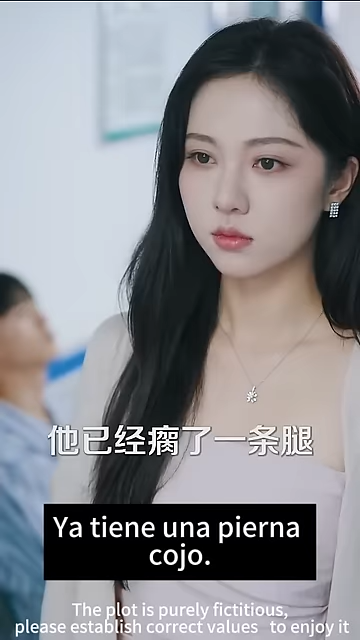 他已经瘸了一条腿
Ya tiene una pierna
cojo.
The plot is purely fictitious,
please establish correct values to enjoy it